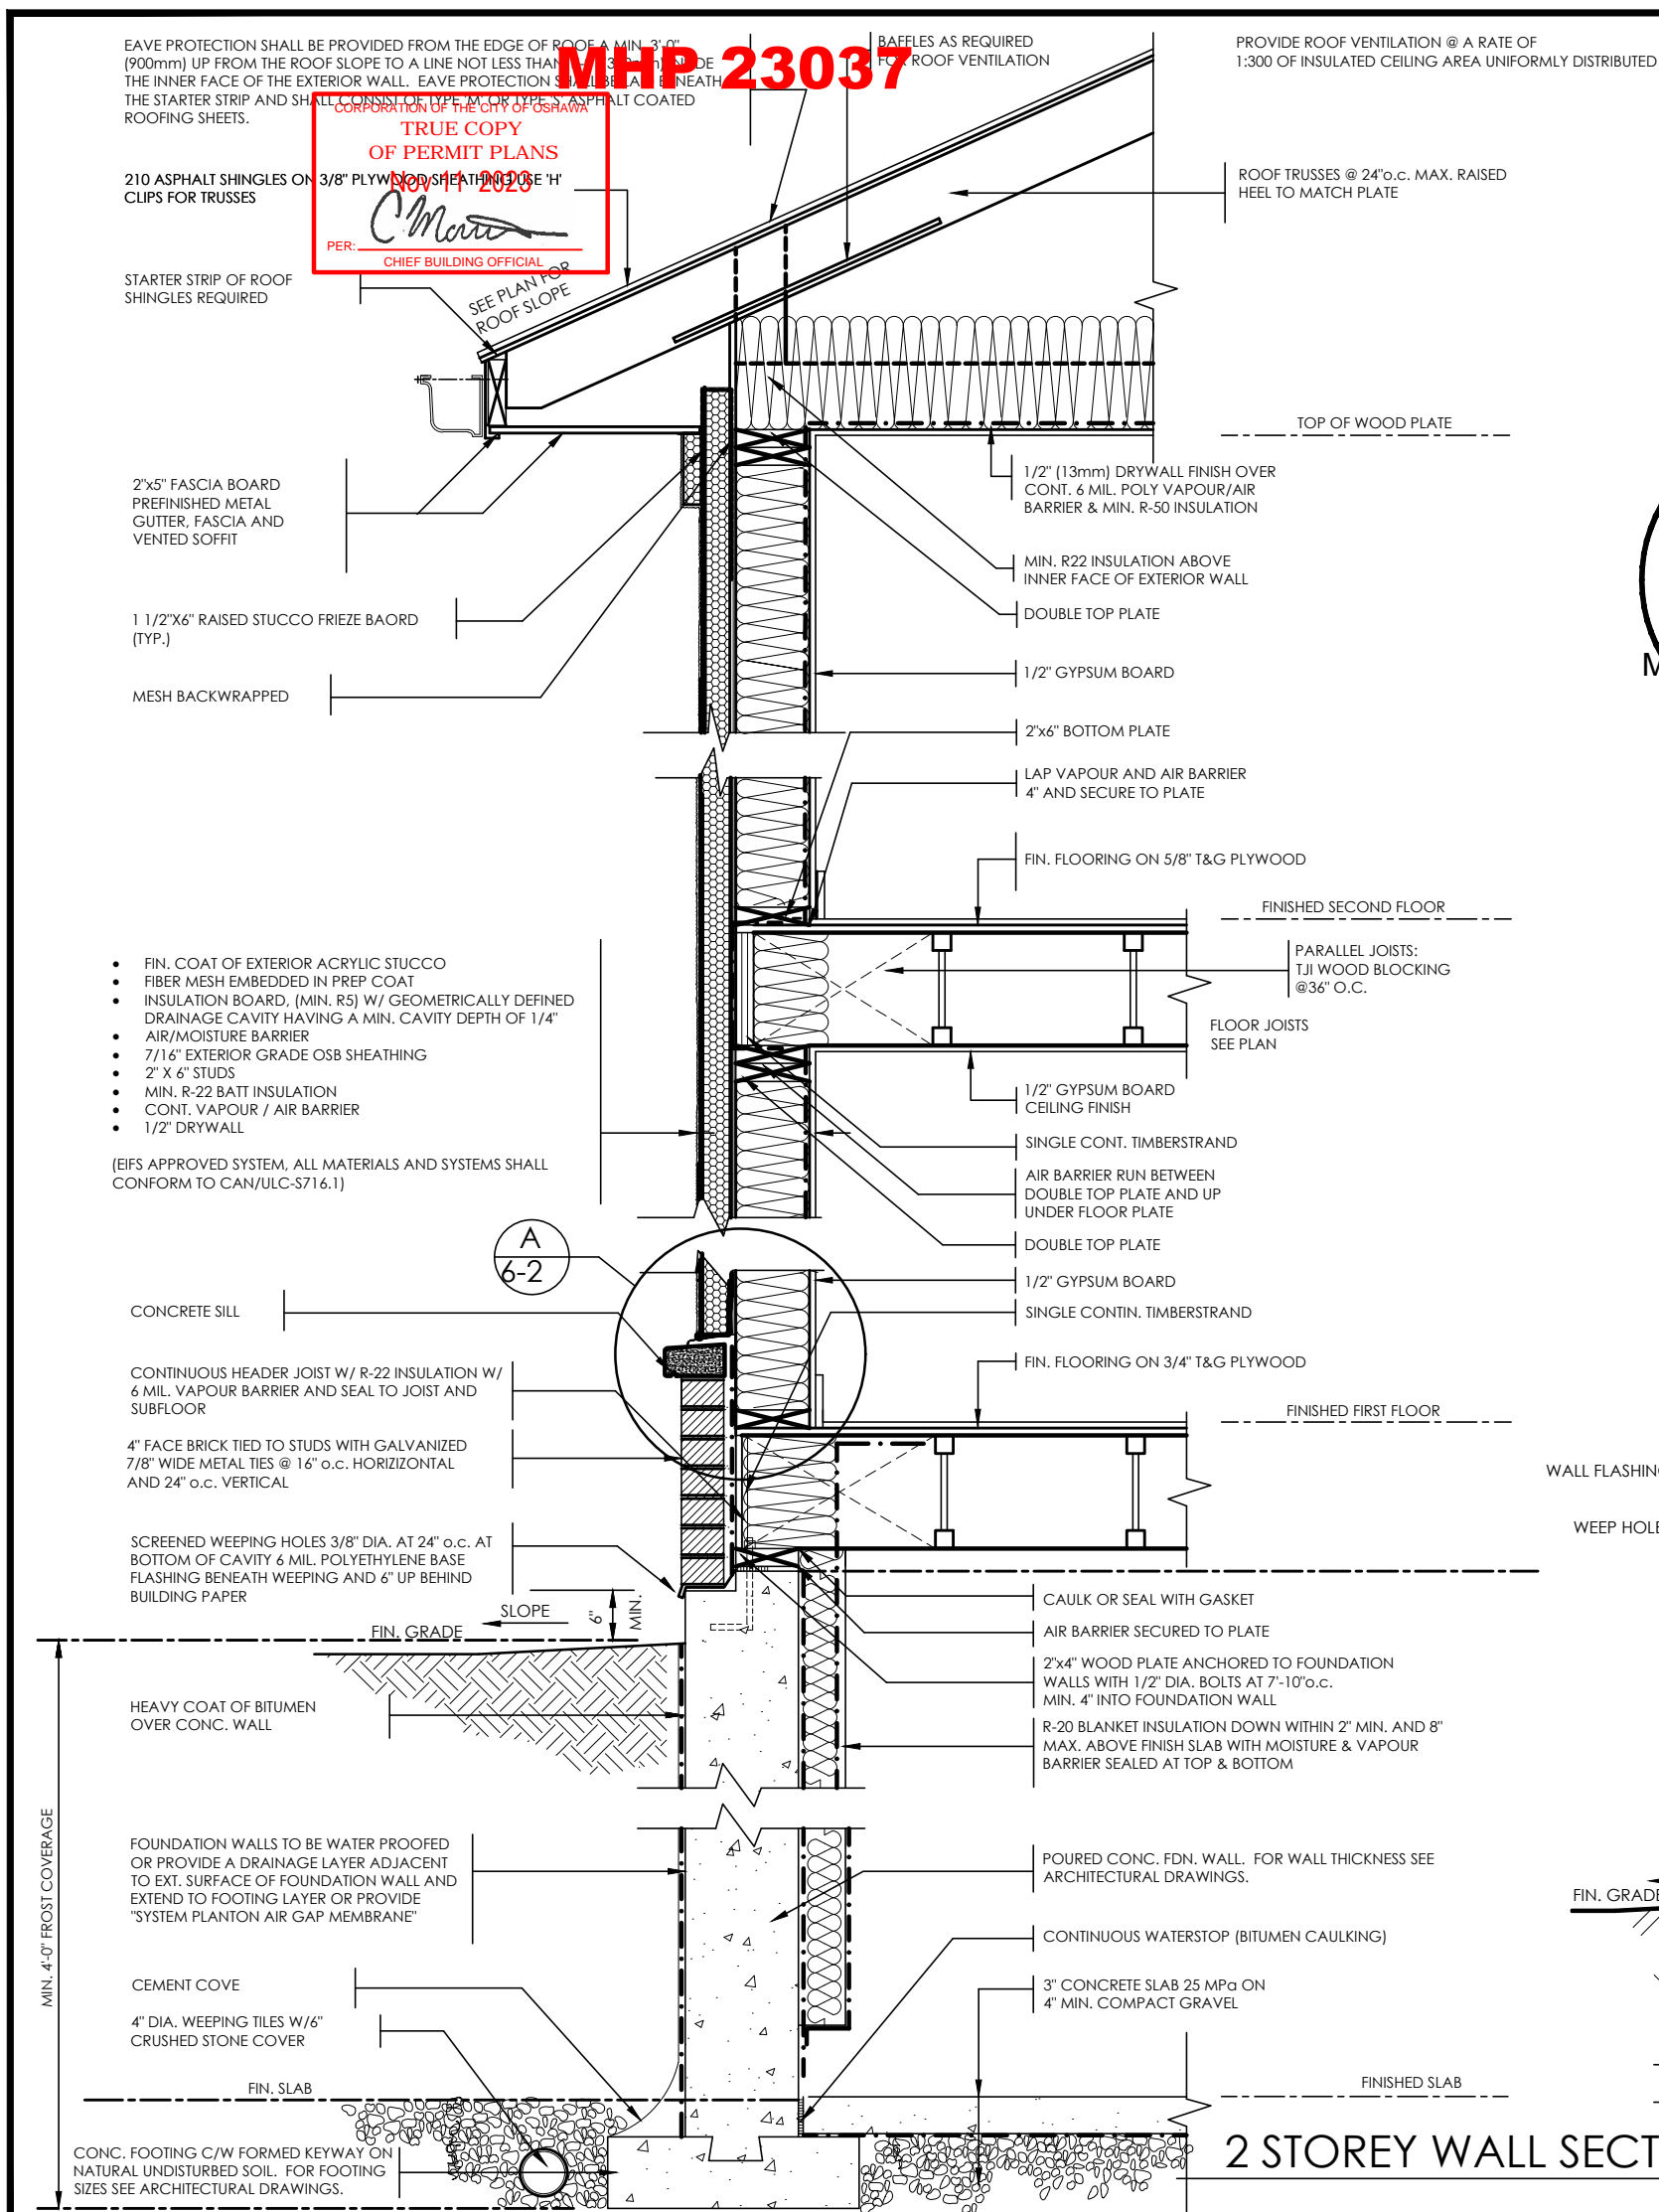 EAVE PROTECTION SHALL BE PROVIDED FROM THE EDGE OF ROOF A MIN. 3'-0"
(900mm) UP FROM THE ROOF SLOPE TO A LINE NOT LESS THAN
THE INNER FACE OF THE EXTERIOR WALL. EAVE PROTECTION SHALL BE LAID BENEATH
THE STARTER STRIP AND SHALL CONSIST OF TYPE 'M' OR TYPE 'S' ASPHALT COATED
ROOFING SHEETS.
MHP 23037
BAFFLES AS REQUIRED
FOR ROOF VENTILATION
PROVIDE ROOF VENTILATION @ A RATE OF
1:300 OF INSULATED CEILING AREA UNIFORMLY DISTRIBUTED
CORPORATION OF THE CITY OF OSHAWA
TRUE COPY
OF PERMIT PLANS
Nov 11 2023
PER:
CHIEF BUILDING OFFICIAL
210 ASPHALT SHINGLES ON 3/8" PLYWOOD SHEATHING USE 'H'
CLIPS FOR TRUSSES
ROOF TRUSSES @ 24"o.c. MAX. RAISED
HEEL TO MATCH PLATE
STARTER STRIP OF ROOF
SHINGLES REQUIRED
SEE PLAN FOR
ROOF SLOPE
TOP OF WOOD PLATE
2"x5" FASCIA BOARD
PREFINISHED METAL
GUTTER, FASCIA AND
VENTED SOFFIT
1/2" (13mm) DRYWALL FINISH OVER
CONT. 6 MIL. POLY VAPOUR/AIR
BARRIER & MIN. R-50 INSULATION
MIN. R22 INSULATION ABOVE
INNER FACE OF EXTERIOR WALL
DOUBLE TOP PLATE
1 1/2"X6" RAISED STUCCO FRIEZE BAORD
(TYP.)
1/2" GYPSUM BOARD
M
MESH BACKWRAPPED
2"x6" BOTTOM PLATE
LAP VAPOUR AND AIR BARRIER
4" AND SECURE TO PLATE
FIN. FLOORING ON 5/8" T&G PLYWOOD
FINISHED SECOND FLOOR
PARALLEL JOISTS:
TJI WOOD BLOCKING
@36" O.C.
FLOOR JOISTS
SEE PLAN
• FIN. COAT OF EXTERIOR ACRYLIC STUCCO
• FIBER MESH EMBEDDED IN PREP COAT
• INSULATION BOARD, (MIN. R5) W/ GEOMETRICALLY DEFINED
DRAINAGE CAVITY HAVING A MIN. CAVITY DEPTH OF 1/4"
• AIR/MOISTURE BARRIER
• 7/16" EXTERIOR GRADE OSB SHEATHING
• 2" X 6" STUDS
• MIN. R-22 BATT INSULATION
• CONT. VAPOUR / AIR BARRIER
• 1/2" DRYWALL
(EIFS APPROVED SYSTEM, ALL MATERIALS AND SYSTEMS SHALL
CONFORM TO CAN/ULC-S716.1)
1/2" GYPSUM BOARD
CEILING FINISH
SINGLE CONT. TIMBERSTRAND
AIR BARRIER RUN BETWEEN
DOUBLE TOP PLATE AND UP
UNDER FLOOR PLATE
DOUBLE TOP PLATE
A
6-2
1/2" GYPSUM BOARD
CONCRETE SILL
SINGLE CONTIN. TIMBERSTRAND
FIN. FLOORING ON 3/4" T&G PLYWOOD
CONTINUOUS HEADER JOIST W/ R-22 INSULATION W/
6 MIL. VAPOUR BARRIER AND SEAL TO JOIST AND
SUBFLOOR
FINISHED FIRST FLOOR
4" FACE BRICK TIED TO STUDS WITH GALVANIZED
7/8" WIDE METAL TIES @ 16" o.c. HORIZIZONTAL
AND 24" o.c. VERTICAL
WALL FLASHING
WEEP HOLE
SCREENED WEEPING HOLES 3/8" DIA. AT 24" o.c. AT
BOTTOM OF CAVITY 6 MIL. POLYETHYLENE BASE
FLASHING BENEATH WEEPING AND 6" UP BEHIND
BUILDING PAPER
SLOPE
6"
MIN.
FIN. GRADE
CAULK OR SEAL WITH GASKET
AIR BARRIER SECURED TO PLATE
2"x4" WOOD PLATE ANCHORED TO FOUNDATION
WALLS WITH 1/2" DIA. BOLTS AT 7'-10"o.c.
MIN. 4" INTO FOUNDATION WALL
HEAVY COAT OF BITUMEN
OVER CONC. WALL
R-20 BLANKET INSULATION DOWN WITHIN 2" MIN. AND 8"
MAX. ABOVE FINISH SLAB WITH MOISTURE & VAPOUR
BARRIER SEALED AT TOP & BOTTOM
MIN. 4'-0" FROST COVERAGE
FOUNDATION WALLS TO BE WATER PROOFED
OR PROVIDE A DRAINAGE LAYER ADJACENT
TO EXT. SURFACE OF FOUNDATION WALL AND
EXTEND TO FOOTING LAYER OR PROVIDE
"SYSTEM PLANTON AIR GAP MEMBRANE"
POURED CONC. FDN. WALL. FOR WALL THICKNESS SEE
ARCHITECTURAL DRAWINGS.
FIN. GRADE
CONTINUOUS WATERSTOP (BITUMEN CAULKING)
CEMENT COVE
3" CONCRETE SLAB 25 MPa ON
4" MIN. COMPACT GRAVEL
4" DIA. WEEPING TILES W/6"
CRUSHED STONE COVER
FIN. SLAB
FINISHED SLAB
CONC. FOOTING C/W FORMED KEYWAY ON
NATURAL UNDISTURBED SOIL. FOR FOOTING
SIZES SEE ARCHITECTURAL DRAWINGS.
2 STOREY WALL SECT